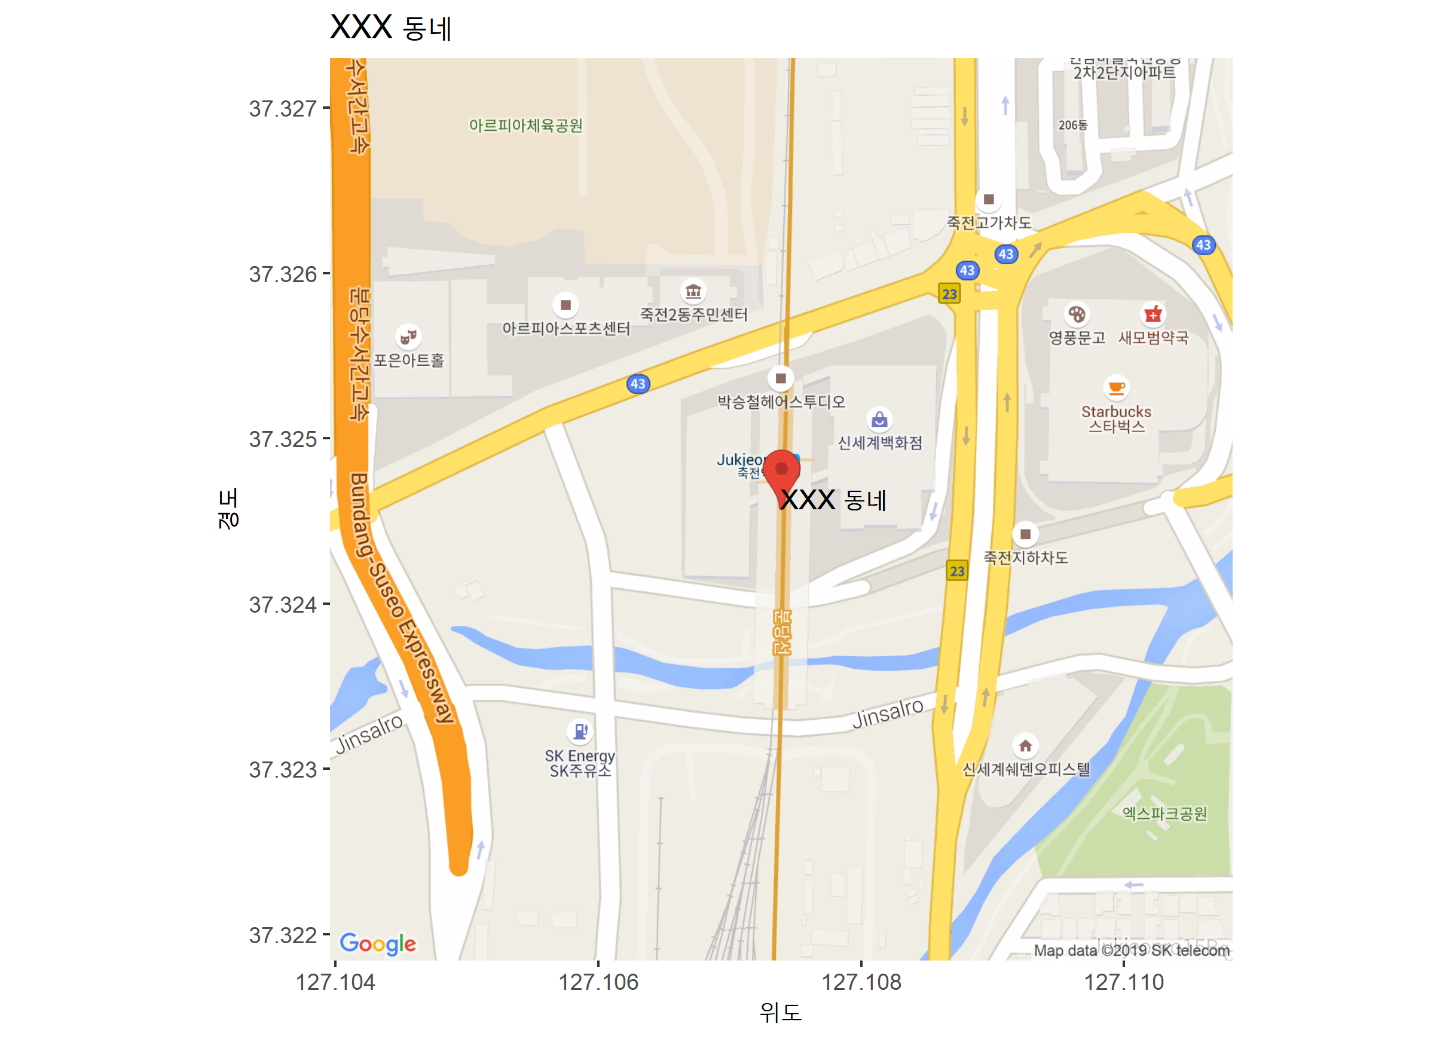 XXX 동네
37.327
37.326
37.325
37.324
37.323
37.322
127.104
127.106
127.108
127.110
경도
위도
수서간고속
분당수서간고속
Bundang-Suseo Expressway
아르피아체육공원
2차2단지아파트
206동
죽전고가차도
43
43
43
23
아르피아스포츠센터
죽전2동주민센터
포은아트홀
영풍문고
새모범약국
43
박승철헤어스투디오
Starbucks
스타벅스
신세계백화점
XXX 동네
죽전지하차도
23
분당선
Jinsalro
Jinsalro
SK Energy
SK주유소
신세계쉐덴오피스텔
엑스파크공원
Google
Map data ©2019 SK telecom